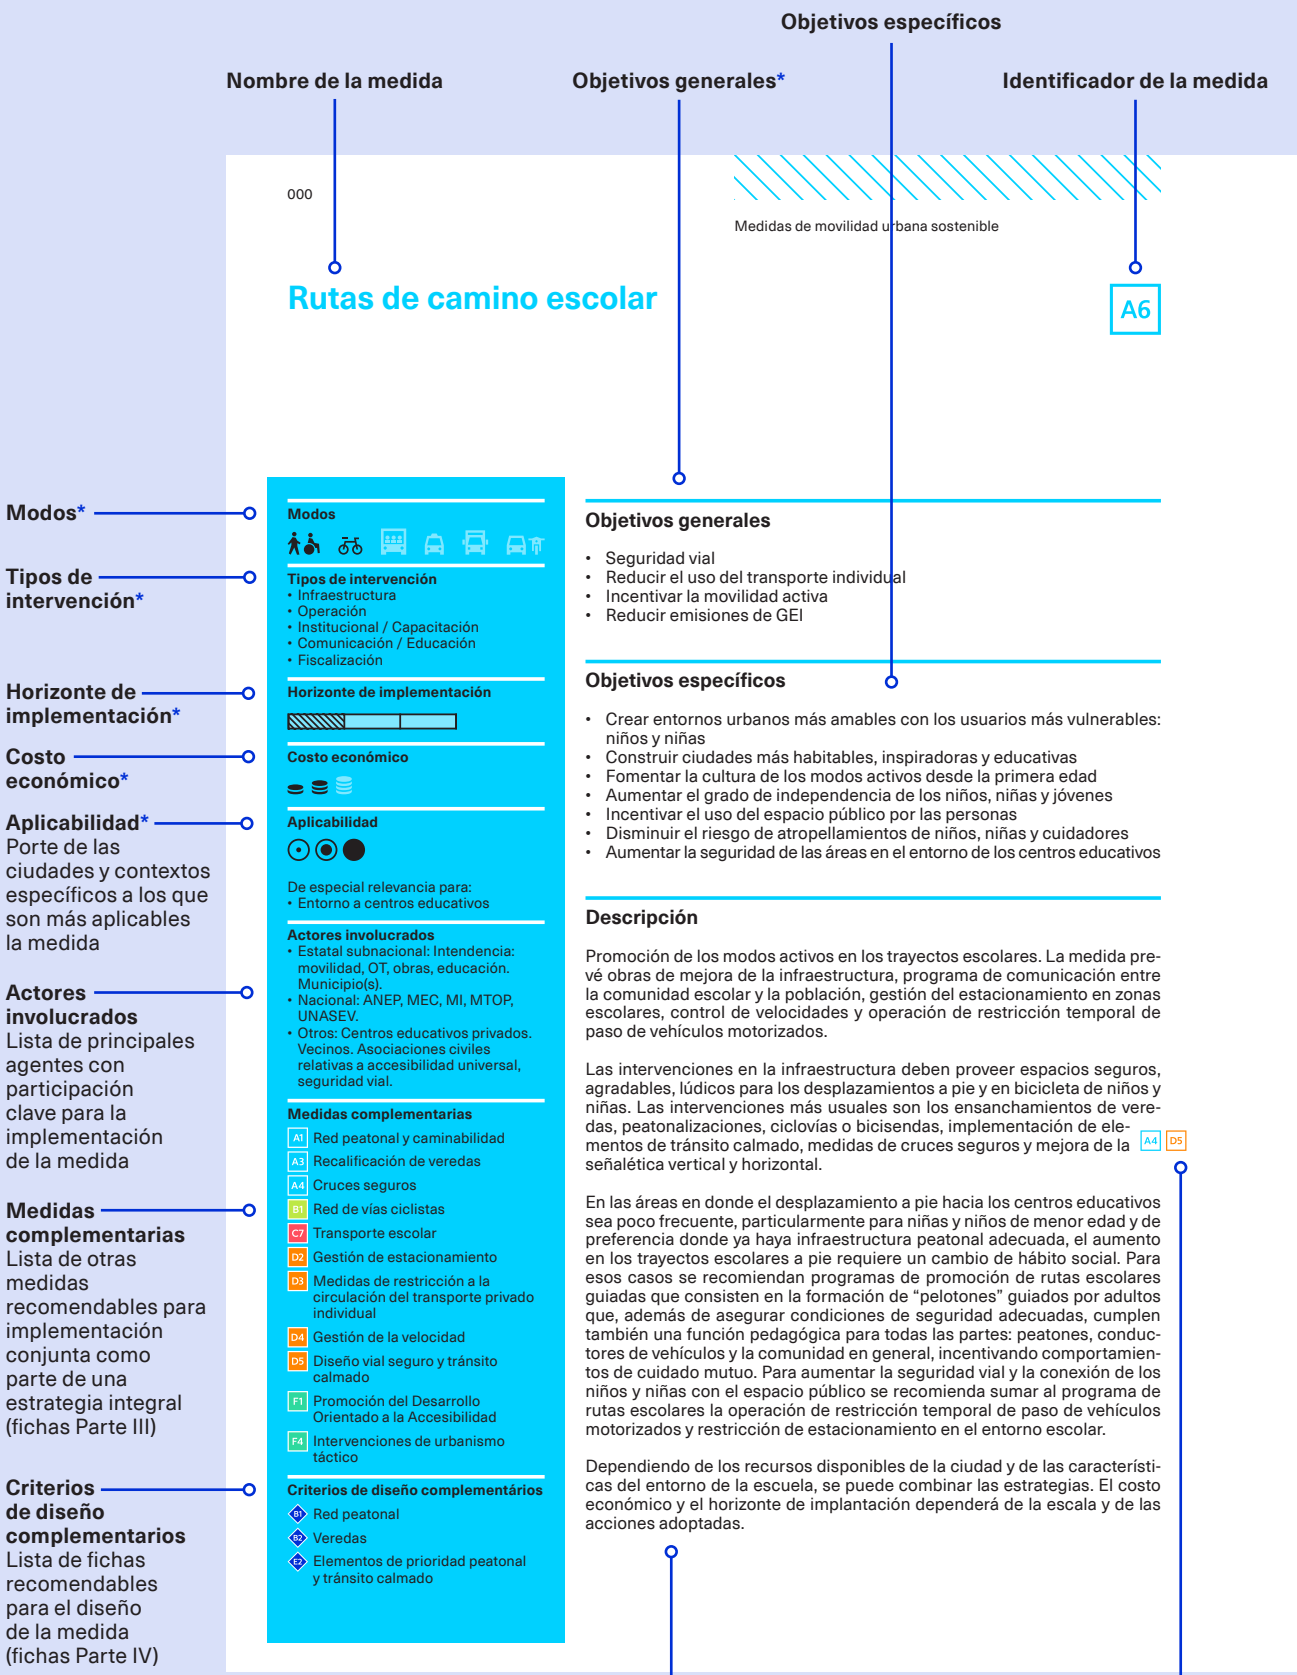 Objetivos específicos
Nombre de la medida
Objetivos generales*
Identificador de la medida
000
Medidas de movilidad urbana sostenible
Rutas de camino escolar
A6
Modos*
Tipos de
intervención*
Horizonte de
implementación*
Costo
económico*
Aplicabilidad*
Porte de las
ciudades y contextos
específicos a los que
son más aplicables
la medida
Actores
involucrados
Lista de principales
agentes con
participación
clave para la
implementación
de la medida
Medidas
complementarias
Lista de otras
medidas
recomendables para
implementación
conjunta como
parte de una
estrategia integral
(fichas Parte III)
Criterios
de diseño
complementarios
Lista de fichas
recomendables
para el diseño
de la medida
(fichas Parte IV)
Modos
Tipos de intervención
• Infraestructura
• Operación
• Institucional / Capacitación
• Comunicación / Educación
• Fiscalización
Horizonte de implementación
Costo económico
Aplicabilidad
De especial relevancia para:
• Entorno a centros educativos
Actores involucrados
• Estatal subnacional: Intendencia:
movilidad, OT, obras, educación.
Municipio(s).
• Nacional: ANEP, MEC, MI, MTOP,
UNASEV.
• Otros: Centros educativos privados.
Vecinos. Asociaciones civiles
relativas a accesibilidad universal,
seguridad vial.
Medidas complementarias
A1 Red peatonal y caminabilidad
A3 Recalificación de veredas
A4 Cruces seguros
B1 Red de vías ciclistas
C7 Transporte escolar
D2 Gestión de estacionamiento
D3 Medidas de restricción a la
circulación del transporte privado
individual
D4 Gestión de la velocidad
D5 Diseño vial seguro y tránsito
calmado
F1 Promoción del Desarrollo
Orientado a la Accesibilidad
F4 Intervenciones de urbanismo
táctico
Criterios de diseño complementários
B1 Red peatonal
B2 Veredas
E2 Elementos de prioridad peatonal
y tránsito calmado
Objetivos generales
• Seguridad vial
• Reducir el uso del transporte individual
• Incentivar la movilidad activa
• Reducir emisiones de GEI
Objetivos específicos
• Crear entornos urbanos más amables con los usuarios más vulnerables:
niños y niñas
• Construir ciudades más habitables, inspiradoras y educativas
• Fomentar la cultura de los modos activos desde la primera edad
• Aumentar el grado de independencia de los niños, niñas y jóvenes
• Incentivar el uso del espacio público por las personas
• Disminuir el riesgo de atropellamientos de niños, niñas y cuidadores
• Aumentar la seguridad de las áreas en el entorno de los centros educativos
Descripción
Promoción de los modos activos en los trayectos escolares. La medida pre-
vé obras de mejora de la infraestructura, programa de comunicación entre
la comunidad escolar y la población, gestión del estacionamiento en zonas
escolares, control de velocidades y operación de restricción temporal de
paso de vehículos motorizados.
Las intervenciones en la infraestructura deben proveer espacios seguros,
agradables, lúdicos para los desplazamientos a pie y en bicicleta de niños y
niñas. Las intervenciones más usuales son los ensanchamientos de vere-
das, peatonalizaciones, ciclovías o bicisendas, implementación de ele-
mentos de tránsito calmado, medidas de cruces seguros y mejora de la A4 D5
señalética vertical y horizontal.
En las áreas en donde el desplazamiento a pie hacia los centros educativos
sea poco frecuente, particularmente para niñas y niños de menor edad y de
preferencia donde ya haya infraestructura peatonal adecuada, el aumento
en los trayectos escolares a pie requiere un cambio de hábito social. Para
esos casos se recomiendan programas de promoción de rutas escolares
guiadas que consisten en la formación de “pelotones” guiados por adultos
que, además de asegurar condiciones de seguridad adecuadas, cumplen
también una función pedagógica para todas las partes: peatones, conduc-
tores de vehículos y la comunidad en general, incentivando comportamien-
tos de cuidado mutuo. Para aumentar la seguridad vial y la conexión de los
niños y niñas con el espacio público se recomienda sumar al programa de
rutas escolares la operación de restricción temporal de paso de vehículos
motorizados y restricción de estacionamiento en el entorno escolar.
Dependiendo de los recursos disponibles de la ciudad y de las característi-
cas del entorno de la escuela, se puede combinar las estrategias. El costo
económico y el horizonte de implantación dependerá de la escala y de las
acciones adoptadas.